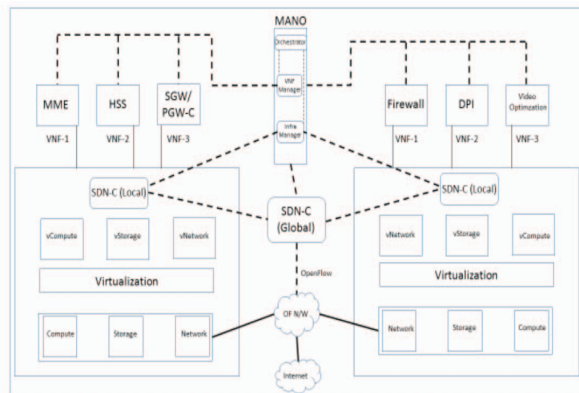 MANO
Orchestrator
VNF
Manager
Infra
Manager
MME
HSS
SGW/
PGW-C
VNF-1
VNF-2
VNF-3
Firewall
DPI
Video
Optimzetion
VNF-1
VNF-2
VNF-3
SDN-C (Local)
SDN-C
(Global)
SDN-C (Local)
vCompute
vStorage
vNetwork
vNetwork
vStorage
vCompute
Virtualization
OpenFlow
Virtualization
Compute
Storage
Network
OF N/W
Network
Storage
Compute
Internet